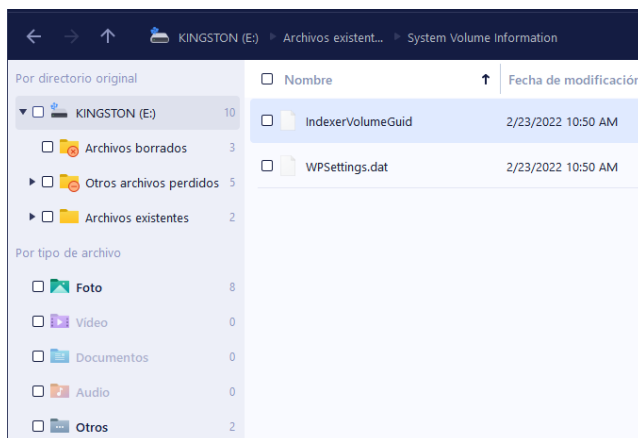 KINGSTON (E:) Archivos existent... System Volume Information
Por directorio original
KINGSTON (E:) 10
Archivos borrados 3
Otros archivos perdidos 5
Archivos existentes 2
Por tipo de archivo
Foto 8
Vídeo 0
Documentos 0
Audio 0
Otros 2
Nombre Fecha de modificación
IndexerVolumeGuid 2/23/2022 10:50 AM
WPSettings.dat 2/23/2022 10:50 AM